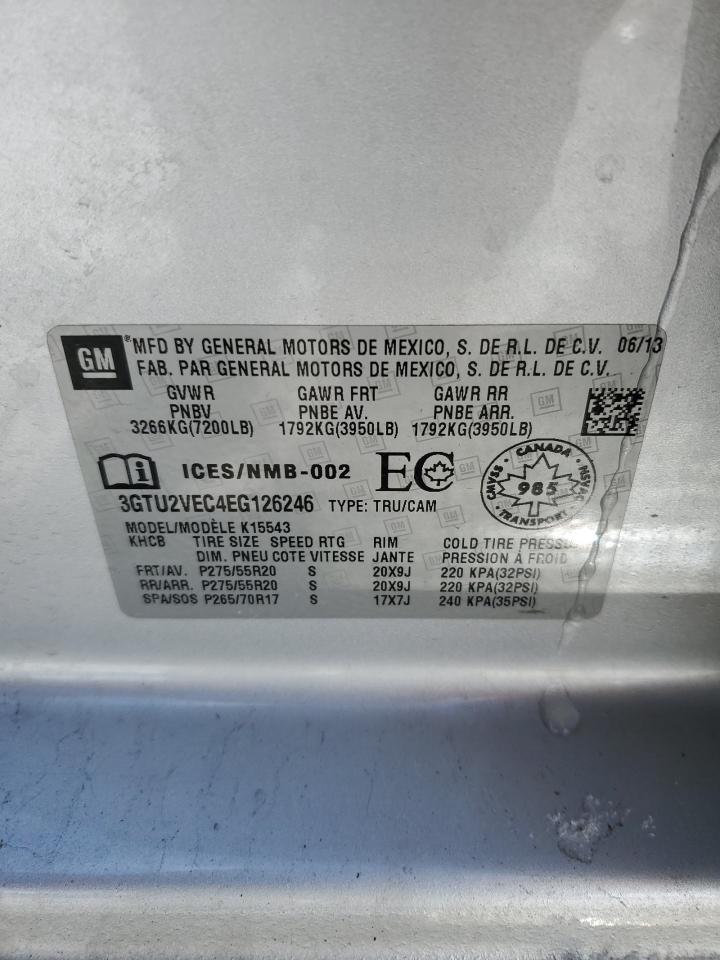 GM ® MFD BY GENERAL MOTORS DE MEXICO, S. DE R.L. DE C.V. 06/13
FAB. PAR GENERAL MOTORS DE MEXICO, S. DE R.L. DE C.V.
GVWR GAWR FRT GAWR RR
PNBV PNBE AV. PNBE ARR.
3266KG(7200LB) 1792KG(3950LB) 1792KG(3950LB)
i ICES/NMB-002 EC
CANADA
SVMAC 985 NSVAC
TRANSPORT
3GTU2VEC4EG126246 TYPE: TRU/CAM
MODEL/MODÈLE K15543
KHCB TIRE SIZE SPEED RTG RIM COLD TIRE PRESSU
DIM. PNEU COTE VITESSE JANTE PRESSION À FROID
FRT/AV. P275/55R20 S 20X9J 220 KPA(32PSI)
RR/ARR. P275/55R20 S 20X9J 220 KPA(32PSI)
SPA/SOS P265/70R17 S 17X7J 240 KPA(35PSI)